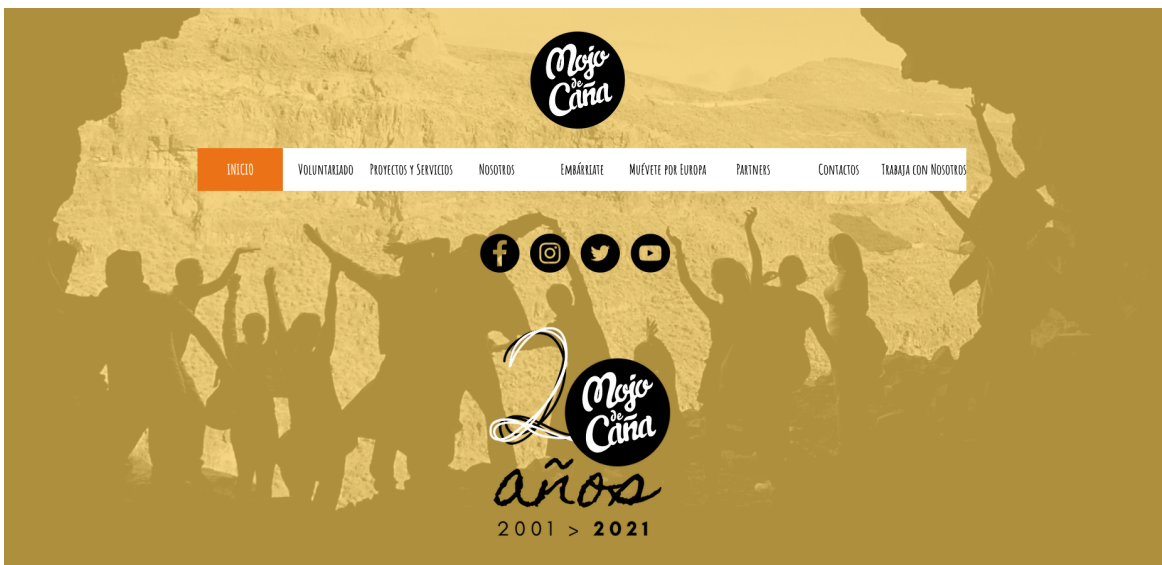 Mojo
de
Caña
INICIO Voluntariado Proyectos y Servicios Nosotros Embárriate Muévete por Europa Partners Contactos Trabaja con Nosotros
20
Mojo
de
Caña
años
2001 > 2021